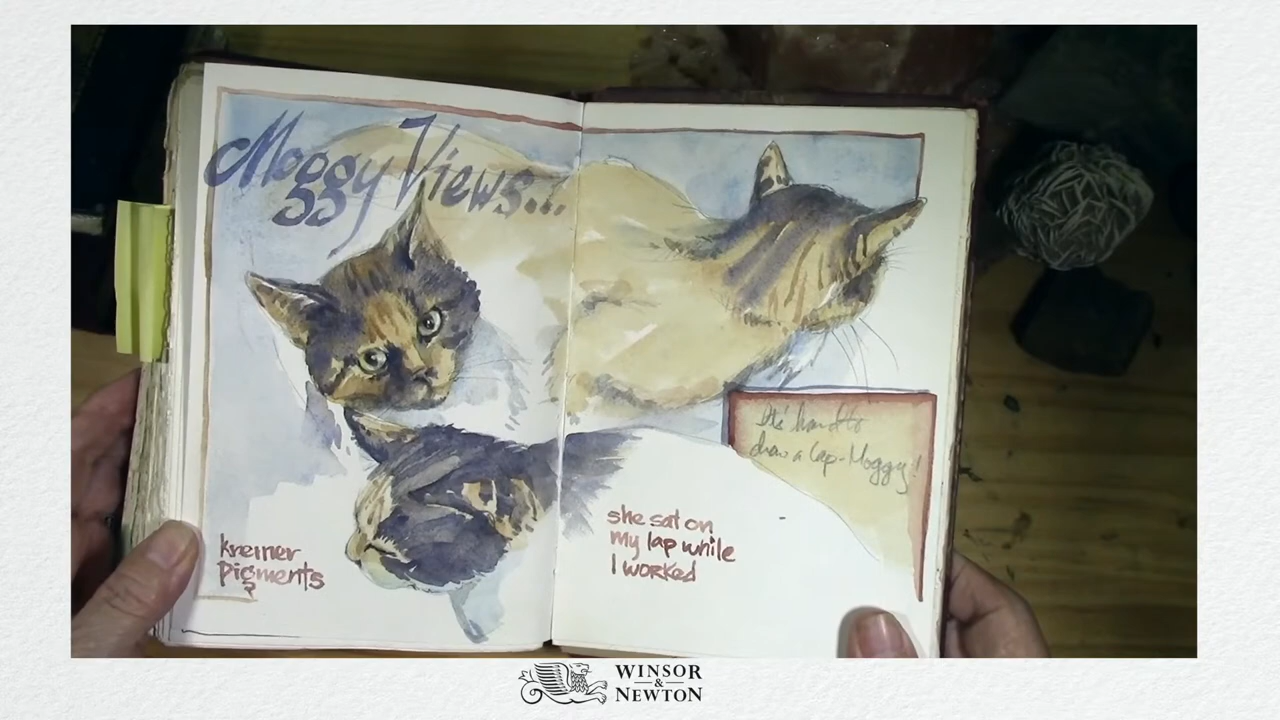 Moggy Views...
It's hard to
draw a lap-Moggy!
she sat on
my lap while
I worked
kremer
pigments
WINSOR
&
NEWTON